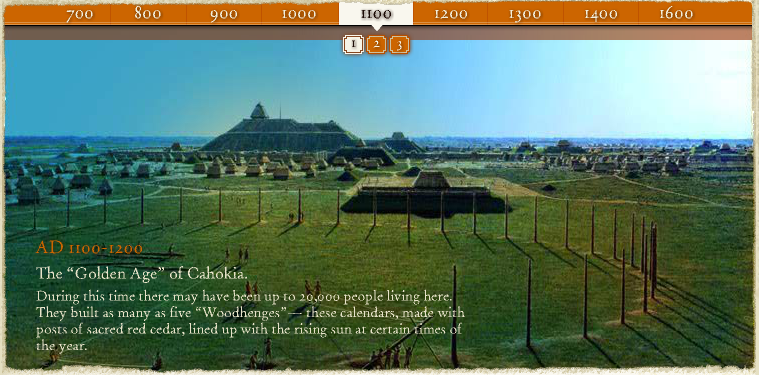 700 800 900 1000 1100 1200 1300 1400 1600
1 2 3
AD 1100-1200
The “Golden Age” of Cahokia.
During this time there may have been up to 20,000 people living here.
They built as many as five “Woodhenges” — these calendars, made with
posts of sacred red cedar, lined up with the rising sun at certain times of
the year.